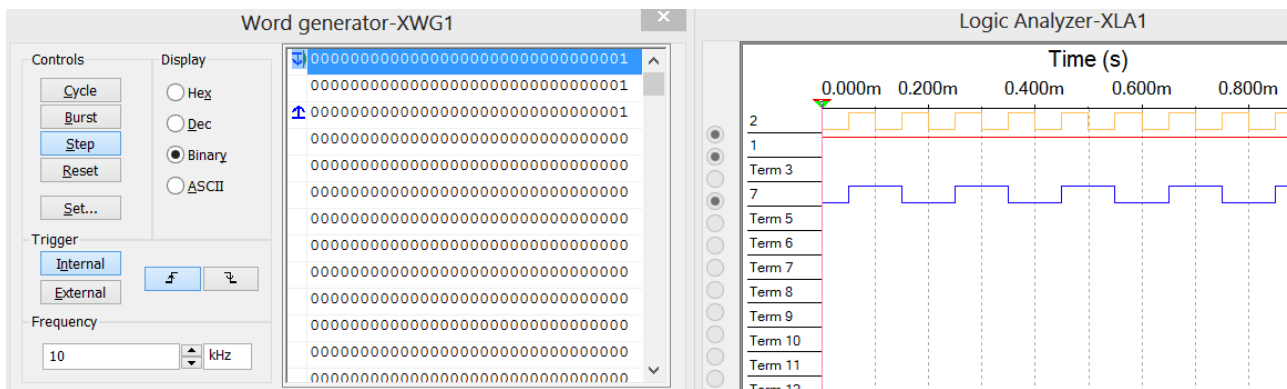 Word generator-XWG1
Controls
Cycle
Burst
Step
Reset
Set...
Display
Hex
Dec
Binary
ASCII
Trigger
Internal
External
Frequency
10
kHz
00000000000000000000000000000001
00000000000000000000000000000001
00000000000000000000000000000001
00000000000000000000000000000000
00000000000000000000000000000000
00000000000000000000000000000000
00000000000000000000000000000000
00000000000000000000000000000000
00000000000000000000000000000000
00000000000000000000000000000000
00000000000000000000000000000000
00000000000000000000000000000000
00000000000000000000000000000000
Logic Analyzer-XLA1
Time (s)
0.000m 0.200m 0.400m 0.600m 0.800m
2
1
Term 3
7
Term 5
Term 6
Term 7
Term 8
Term 9
Term 10
Term 11
Term 12